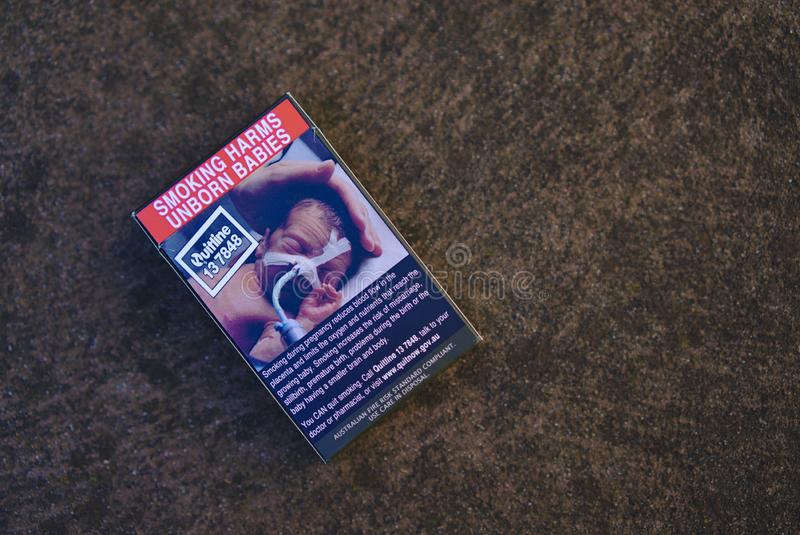 SMOKING HARMS
UNBORN BABIES
Quitline
13 7848
Smoking during pregnancy reduces blood flow in the
placenta and limits the oxygen and nutrients that reach the
growing baby. Smoking increases the risk of miscarriage,
stillbirth, premature birth, problems during the birth or the
baby having a smaller brain and body.
You CAN quit smoking. Call Quitline 13 7848, talk to your
doctor or pharmacist, or visit www.quitnow.gov.au
AUSTRALIAN FIRE RISK STANDARD COMPLIANT.
USE CARE IN DISPOSAL
dreamstime
dreamstime
dreamstime
dreamstime